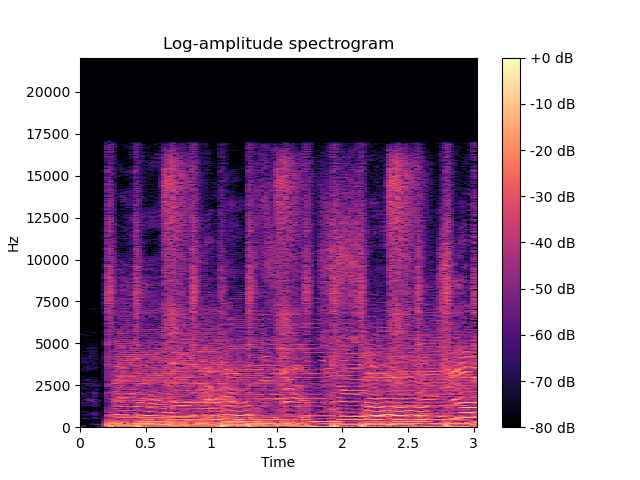 Log-amplitude spectrogram
Hz
20000
17500
15000
12500
10000
7500
5000
2500
0
0
0.5
1
1.5
2
2.5
3
Time
+0 dB
-10 dB
-20 dB
-30 dB
-40 dB
-50 dB
-60 dB
-70 dB
-80 dB